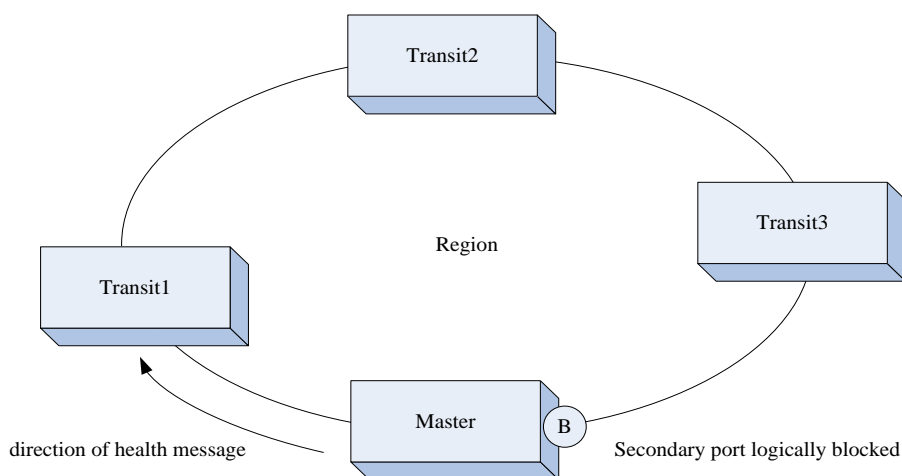 Transit2
Transit3
Region
Transit1
Master
B
direction of health message
Secondary port logically blocked